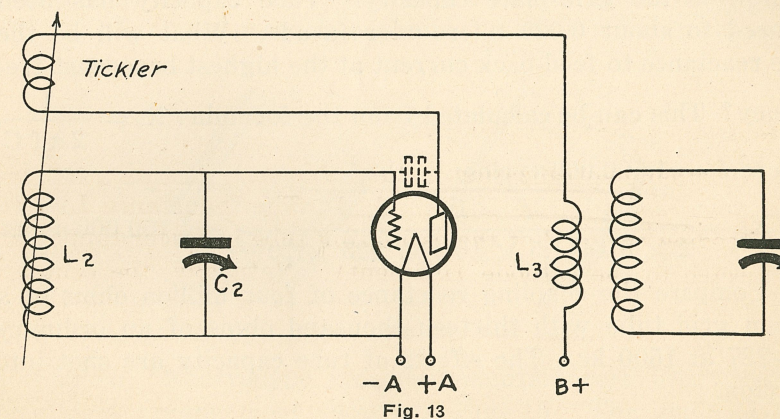 Tickler
L2
C2
L3
-A +A
B+
Fig. 13